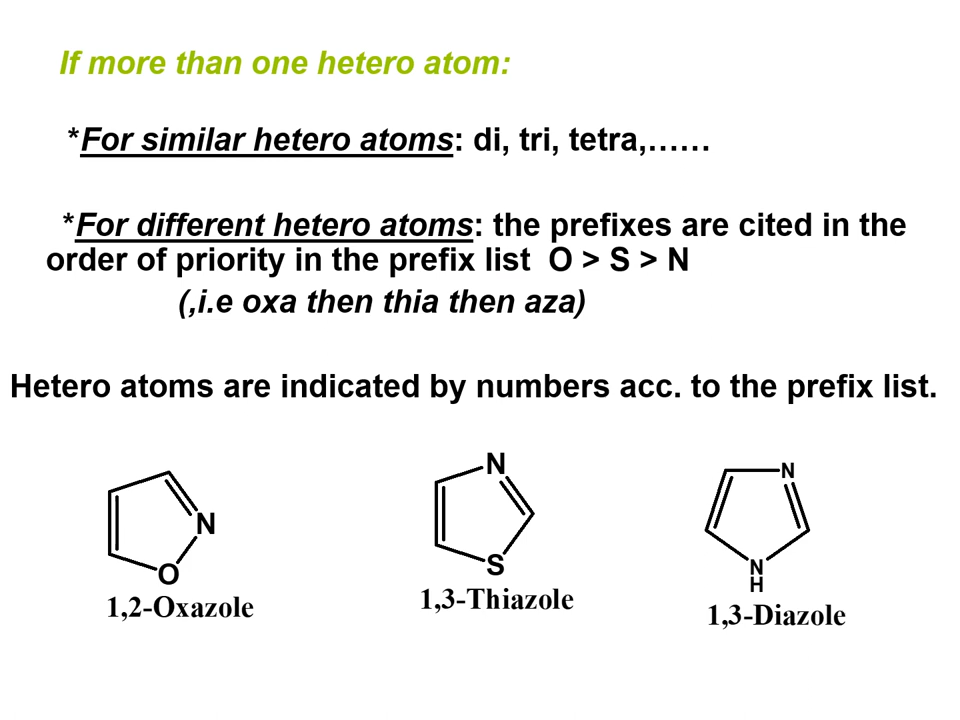 If more than one hetero atom:
*For similar hetero atoms: di, tri, tetra,……
*For different hetero atoms: the prefixes are cited in the
order of priority in the prefix list  O > S > N
(,i.e oxa then thia then aza)
Hetero atoms are indicated by numbers acc. to the prefix list.
N
O
1,2-Oxazole
N
S
1,3-Thiazole
N
N
H
1,3-Diazole